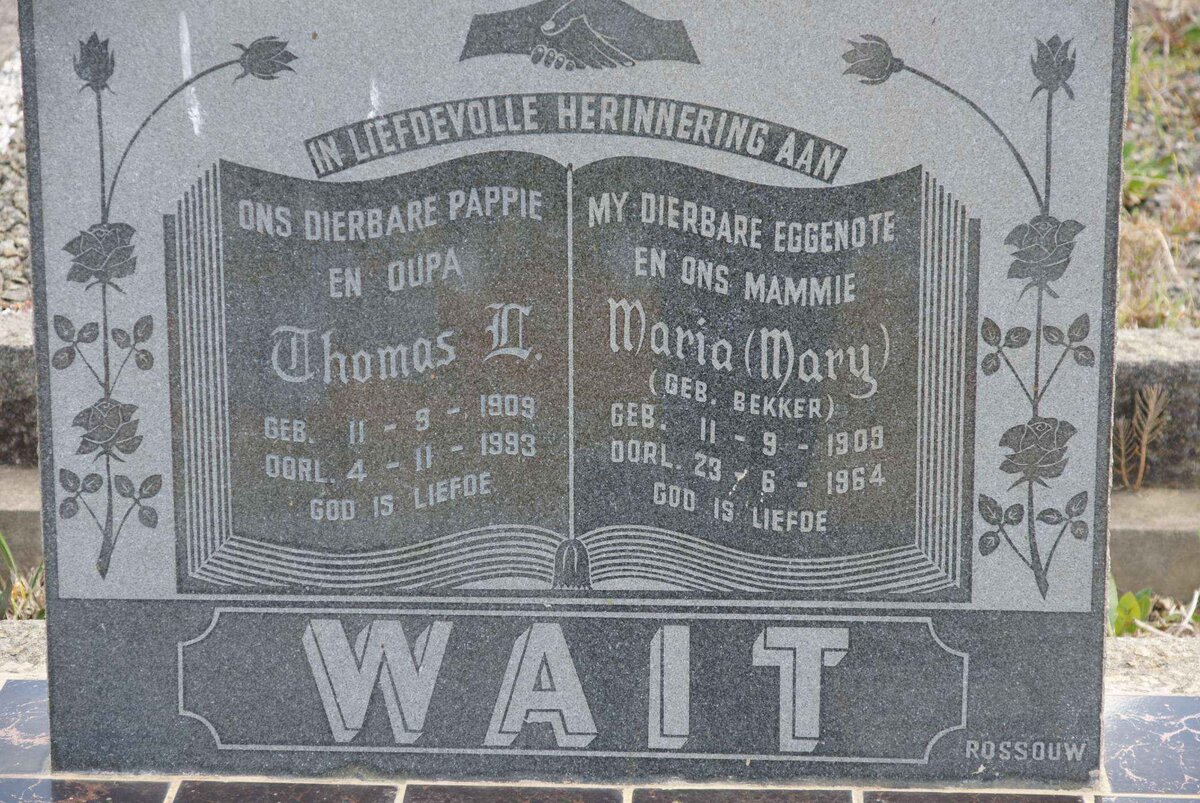 IN LIEFDEVOLLE HERINNERING AAN
ONS DIERBARE PAPPIE
EN OUPA
Thomas L.
GEB. 11 - 9 - 1909
OORL. 4 - 11 - 1993
GOD IS LIEFDE
MY DIERBARE EGGENOTE
EN ONS MAMMIE
Maria (Mary)
(GEB. BEKKER)
GEB. 11 - 9 - 1909
OORL. 23 - 6 - 1964
GOD IS LIEFDE
WAIT
ROSSOUW